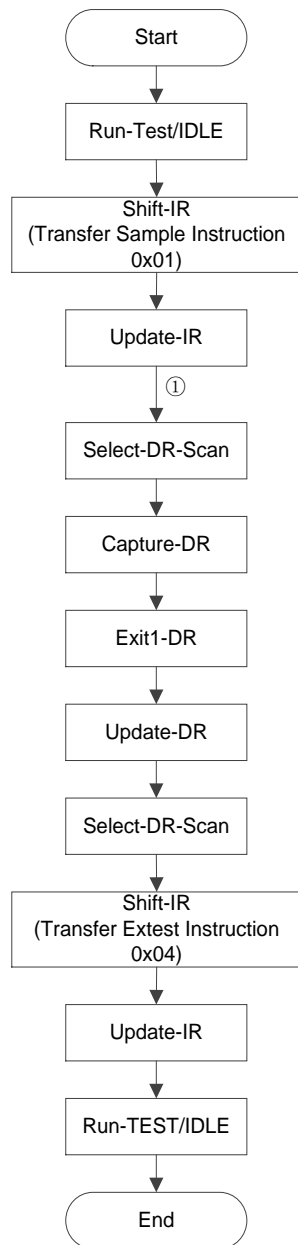 Start
Run-Test/IDLE
Shift-IR
(Transfer Sample Instruction
0x01)
Update-IR
①
Select-DR-Scan
Capture-DR
Exit1-DR
Update-DR
Select-DR-Scan
Shift-IR
(Transfer Extest Instruction
0x04)
Update-IR
Run-TEST/IDLE
End